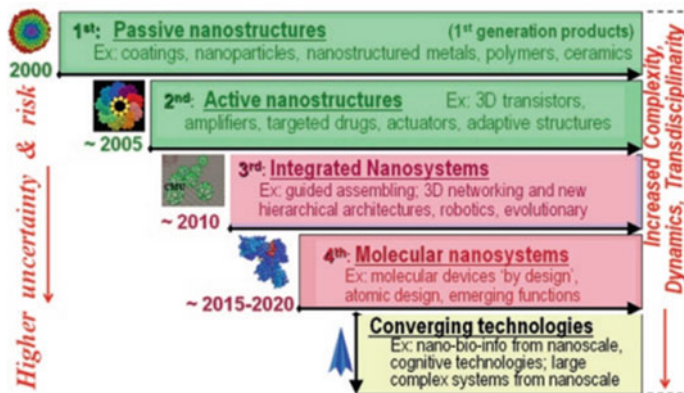 1st: Passive nanostructures (1st generation products)
Ex: coatings, nanoparticles, nanostructured metals, polymers, ceramics
2000
2nd: Active nanostructures Ex: 3D transistors,
amplifiers, targeted drugs, actuators, adaptive structures
~ 2005
CMU
3rd: Integrated Nanosystems
Ex: guided assembling; 3D networking and new
hierarchical architectures, robotics, evolutionary
~ 2010
4th: Molecular nanosystems
Ex: molecular devices 'by design',
atomic design, emerging functions
~ 2015-2020
Converging technologies
Ex: nano-bio-info from nanoscale,
cognitive technologies; large
complex systems from nanoscale
Higher uncertainty & risk
Increased Complexity,
Dynamics, Transdisciplinarity